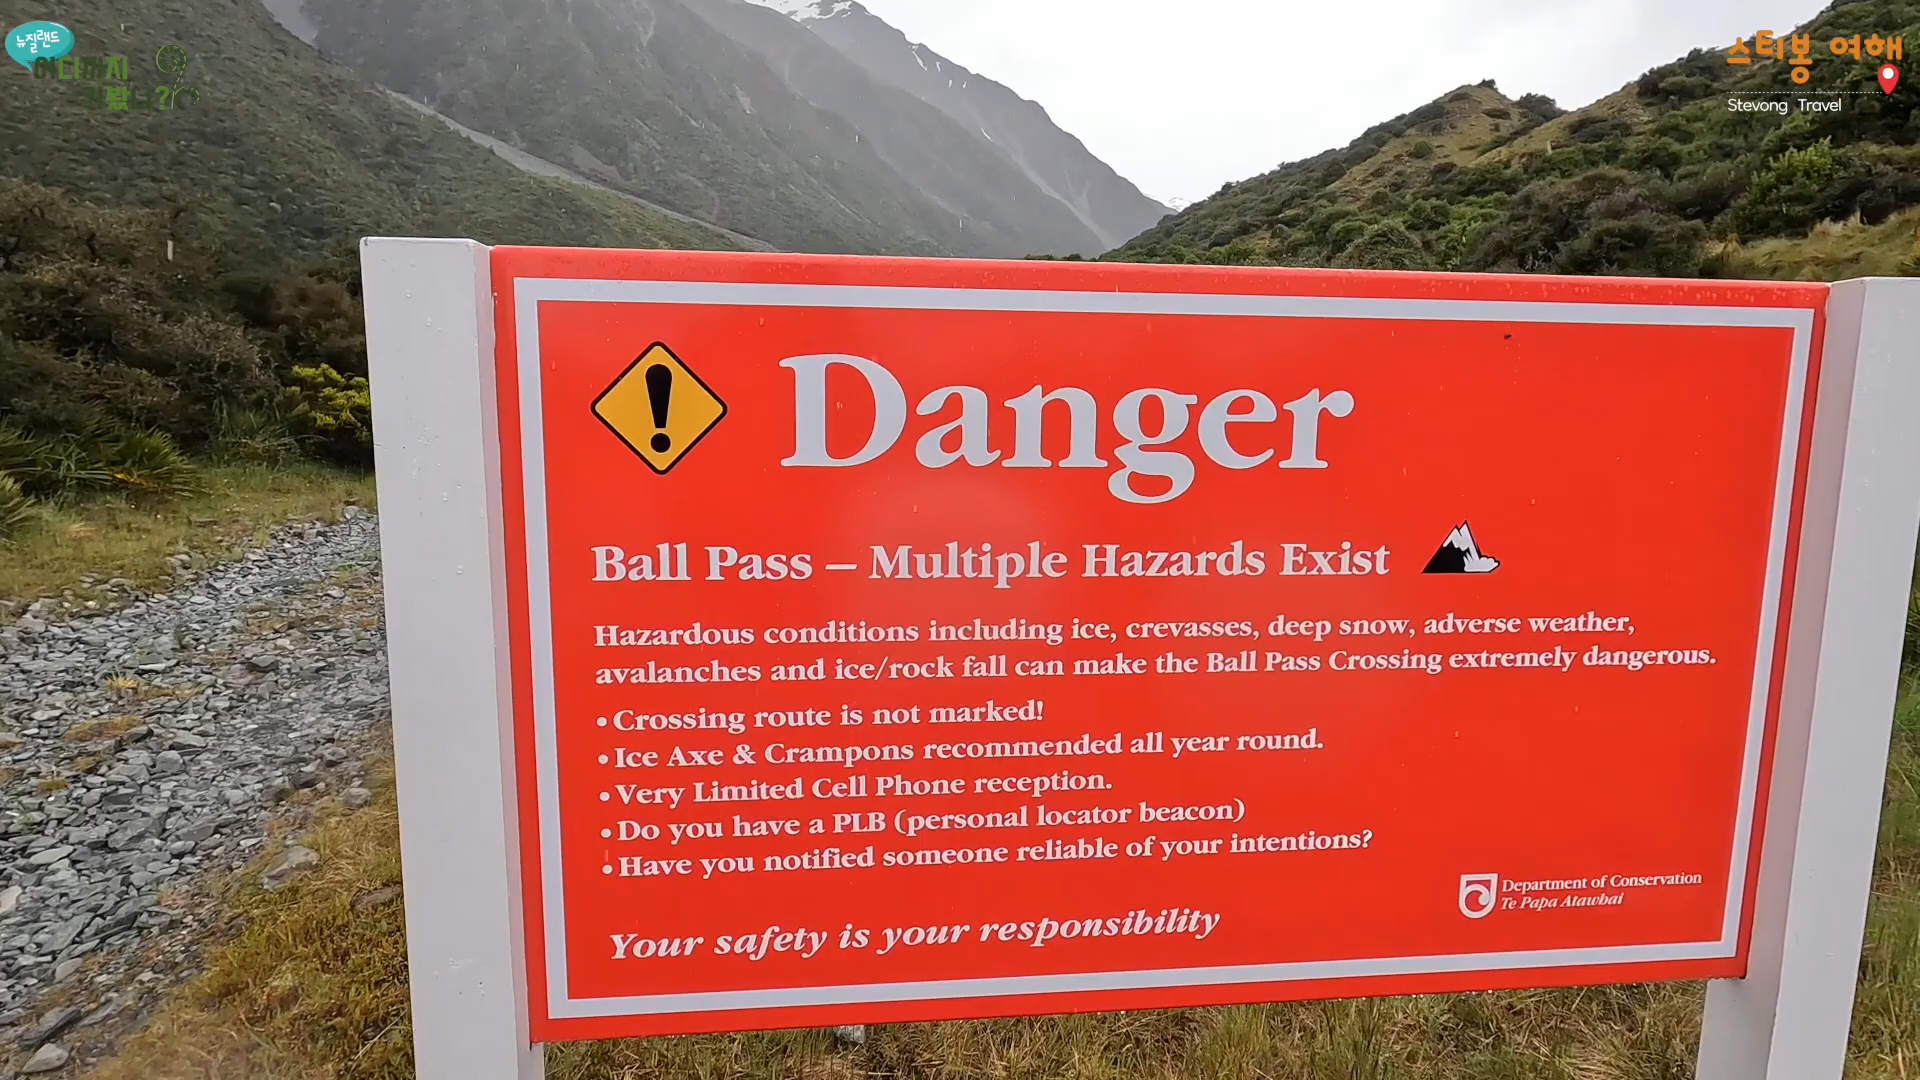 뉴질랜드
어디까지
스티봉 여행
Stevong Travel
Danger
Ball Pass – Multiple Hazards Exist
Hazardous conditions including ice, crevasses, deep snow, adverse weather,
avalanches and ice/rock fall can make the Ball Pass Crossing extremely dangerous.
• Crossing route is not marked!
• Ice Axe & Crampons recommended all year round.
• Very Limited Cell Phone reception.
• Do you have a PLB (personal locator beacon)
• Have you notified someone reliable of your intentions?
Your safety is your responsibility
Department of Conservation
Te Papa Atawhai